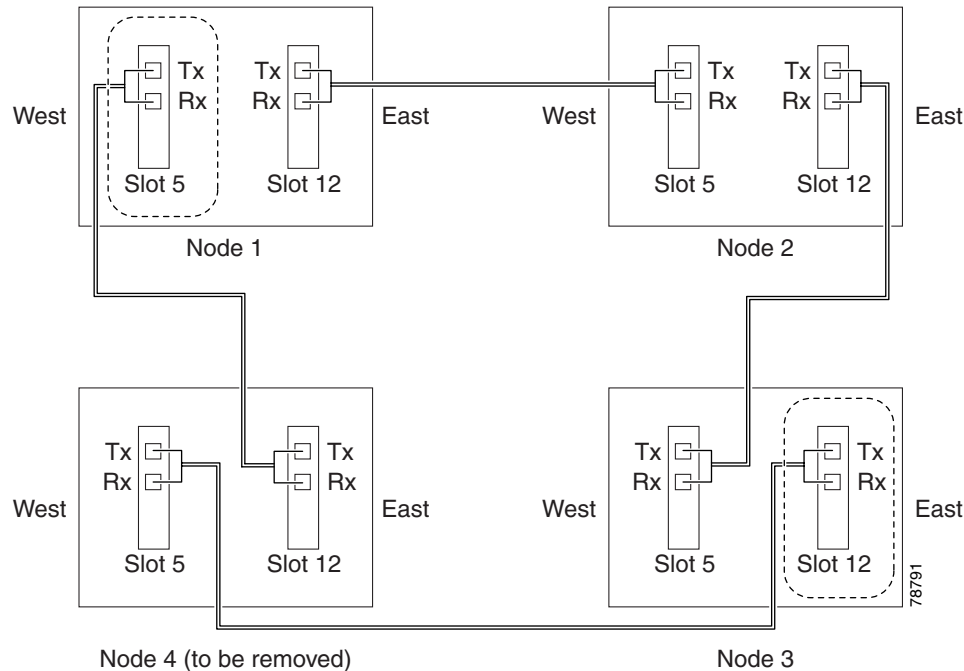 Tx Tx Tx Tx
Rx Rx Rx Rx
West East West East
Slot 5 Slot 12 Slot 5 Slot 12
Node 1 Node 2
Tx Tx Tx Tx
Rx Rx Rx Rx
West East West East
Slot 5 Slot 12 Slot 5 Slot 12
78791
Node 4 (to be removed) Node 3